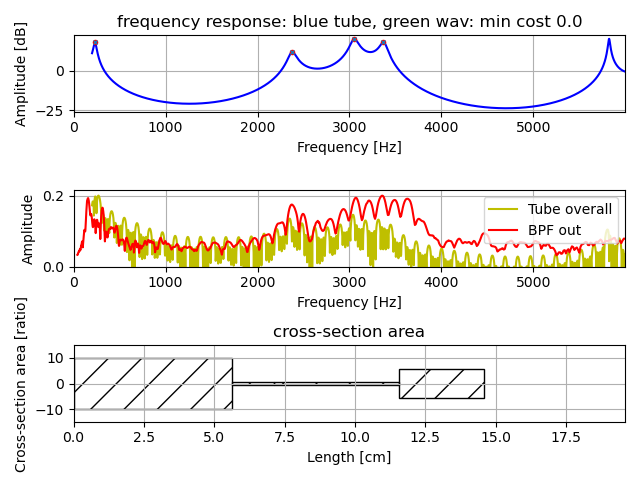 frequency response: blue tube, green wav: min cost 0.0
Amplitude [dB]
0
−25
0 1000 2000 3000 4000 5000
Frequency [Hz]
Amplitude
0.2
0.0
Tube overall
BPF out
0 1000 2000 3000 4000 5000
Frequency [Hz]
cross-section area
Cross-section area [ratio]
10
0
−10
0.0 2.5 5.0 7.5 10.0 12.5 15.0 17.5
Length [cm]